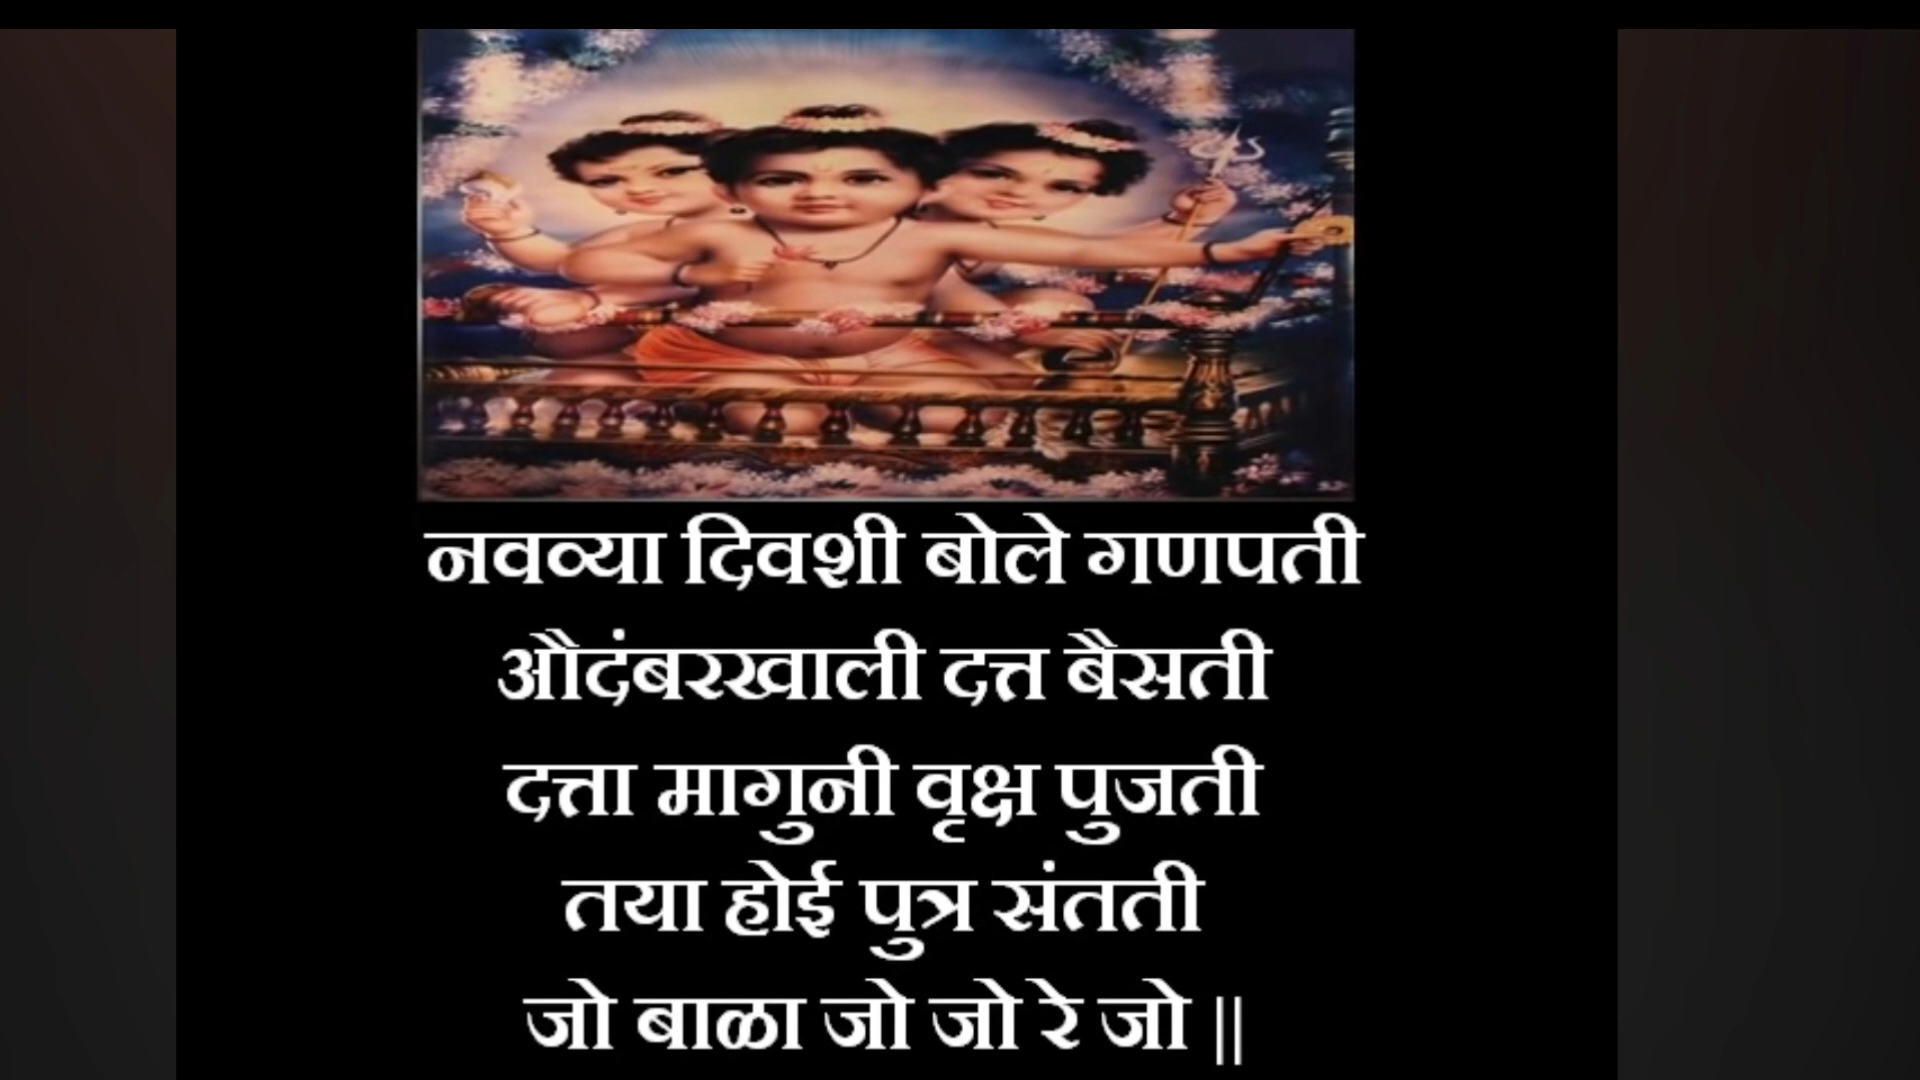 नवव्या दिवशी बोले गणपती
औदंबरखाली दत्त बैसती
दत्ता मागुनी वृक्ष पुजती
तया होई पुत्र संतती
जो बाळा जो जो रे जो ||